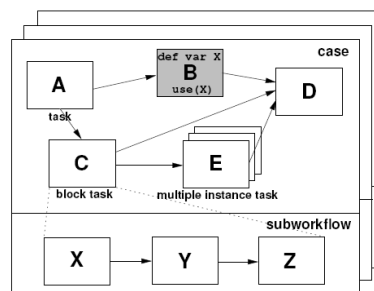 case
def var X
A
B
use(X)
D
task
C
E
block task
multiple instance task
subworkflow
X
Y
Z